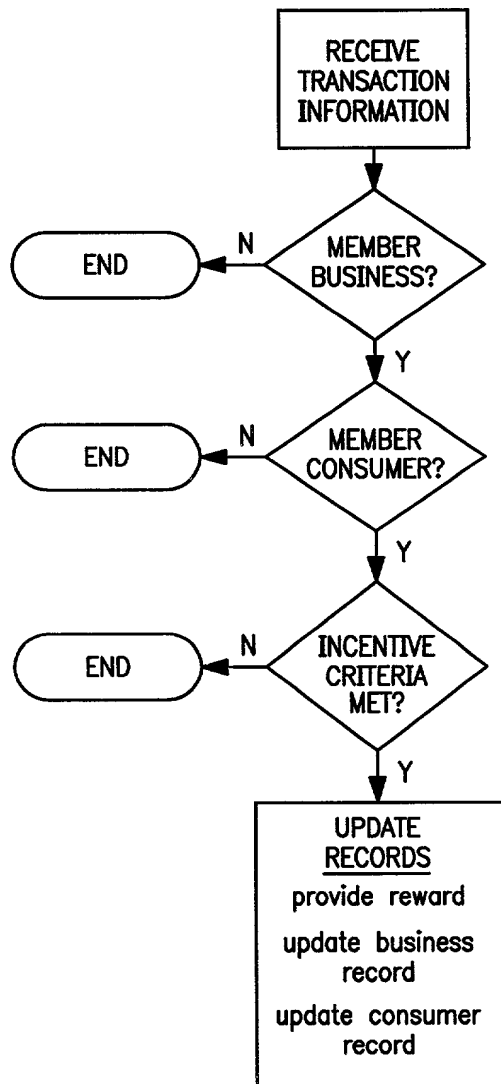 RECEIVE
TRANSACTION
INFORMATION
MEMBER
BUSINESS?
N
END
Y
MEMBER
CONSUMER?
N
END
Y
INCENTIVE
CRITERIA
MET?
N
END
Y
UPDATE
RECORDS
provide reward
update business
record
update consumer
record